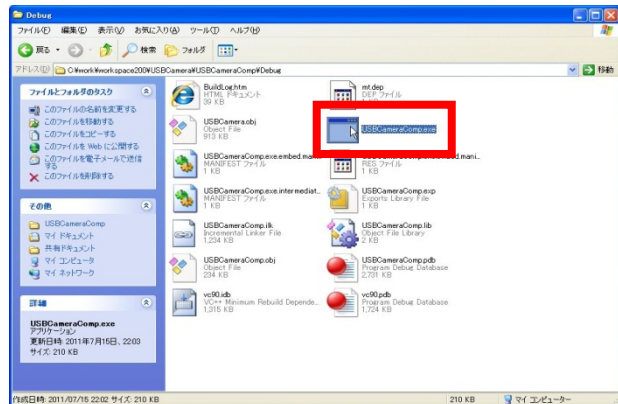 Debug
ファイル(F) 編集(E) 表示(V) お気に入り(A) ツール(T) ヘルプ(H)
戻る 検索 フォルダ
アドレス(D) C:¥work¥workspace200¥USBCamera¥USBCameraComp¥Debug 移動
ファイルとフォルダのタスク
このファイルの名前を変更する
このファイルを移動する
このファイルをコピーする
このファイルを Web に公開する
このファイルを電子メールで送信する
このファイルを削除する
その他
USBCameraComp
マイ ドキュメント
共有ドキュメント
マイ コンピュータ
マイ ネットワーク
詳細
USBCameraComp.exe
アプリケーション
更新日時: 2011年7月15日、22:03
サイズ: 210 KB
BuildLog.htm
HTML ドキュメント
39 KB
mt.dep
DEP ファイル
USBCamera.obj
Object File
913 KB
USBCameraComp.exe
USBCameraComp.exe.embed.man...
MANIFEST ファイル
1 KB
RES ファイル
1 KB
USBCameraComp.exe.intermediat...
MANIFEST ファイル
1 KB
USBCameraComp.exp
Exports Library File
1 KB
USBCameraComp.ilk
Incremental Linker File
1,234 KB
USBCameraComp.lib
Object File Library
2 KB
USBCameraComp.obj
Object File
234 KB
USBCameraComp.pdb
Program Debug Database
2,731 KB
vc90.idb
VC++ Minimum Rebuild Depende...
1,315 KB
vc90.pdb
Program Debug Database
1,724 KB
作成日時: 2011/07/15 22:02 サイズ: 210 KB 210 KB マイ コンピューター